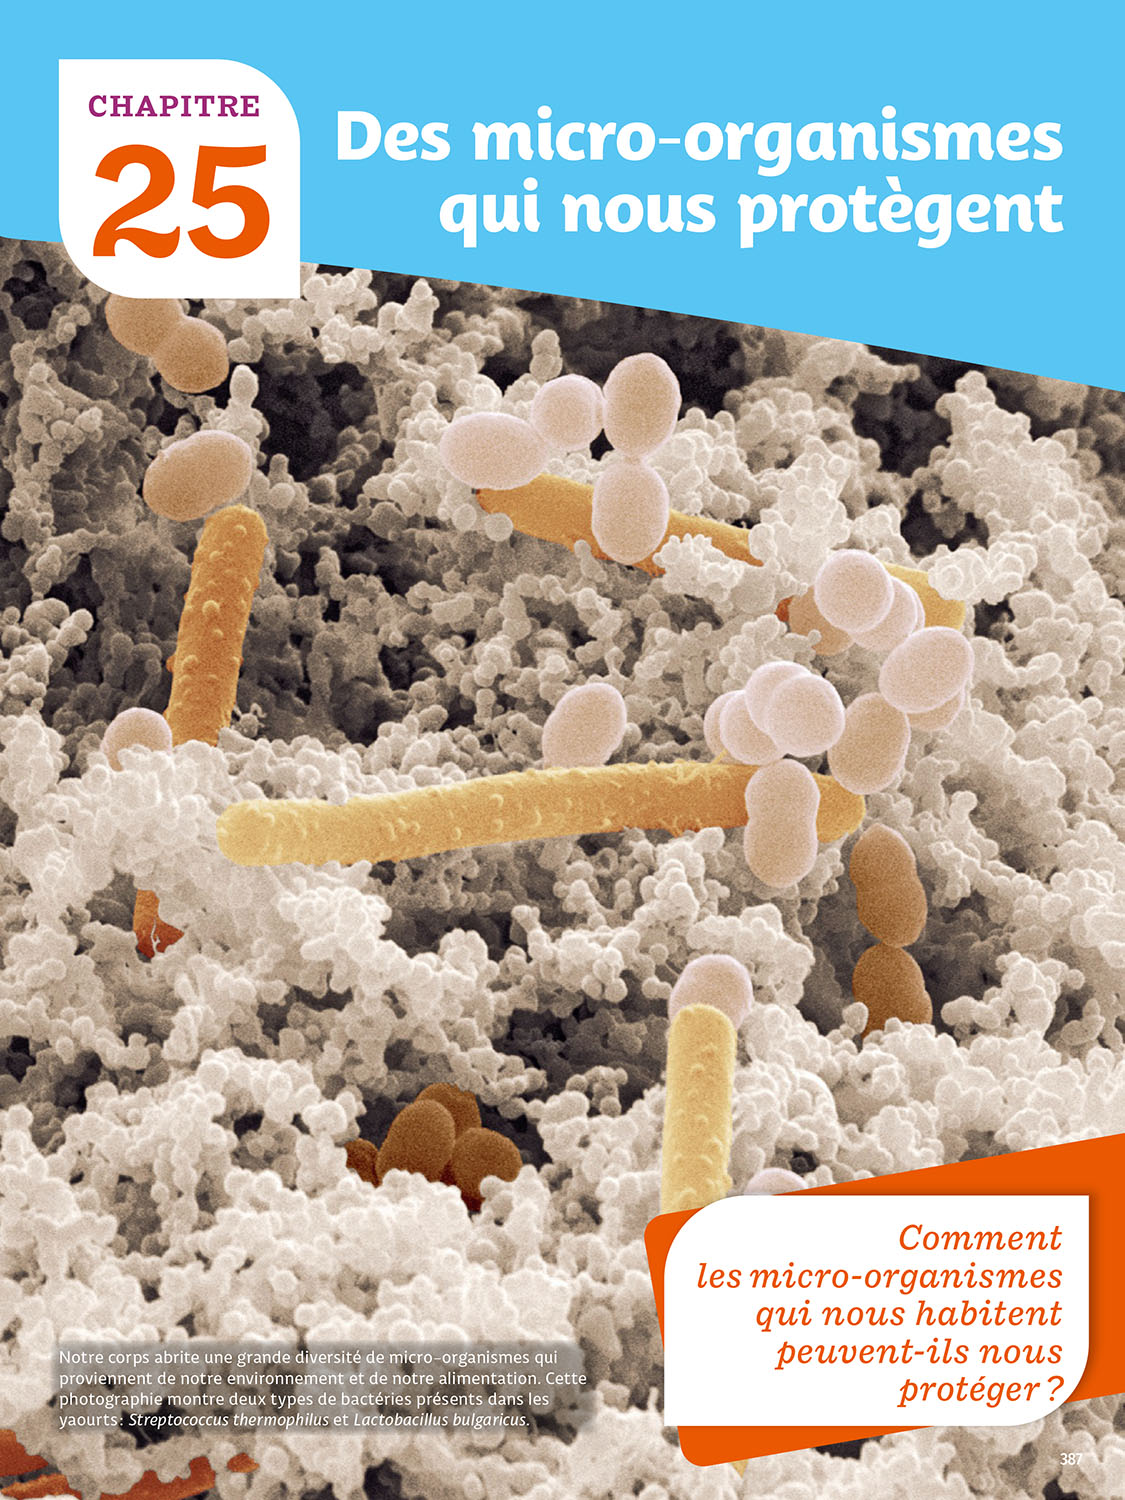 CHAPITRE
25
Des micro-organismes
qui nous protègent
Comment
les micro-organismes
qui nous habitent
peuvent-ils nous
protéger ?
Notre corps abrite une grande diversité de micro-organismes qui
proviennent de notre environnement et de notre alimentation. Cette
photographie montre deux types de bactéries présents dans les
yaourts : Streptococcus thermophilus et Lactobacillus bulgaricus.
387